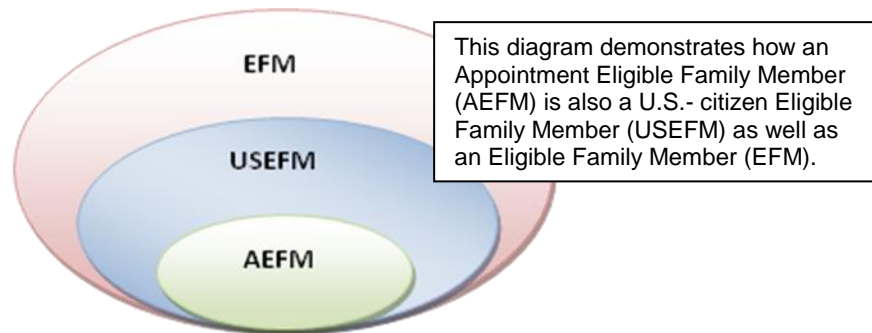 EFM
This diagram demonstrates how an
Appointment Eligible Family Member
(AEFM) is also a U.S.- citizen Eligible
Family Member (USEFM) as well as
an Eligible Family Member (EFM).
USEFM
AEFM